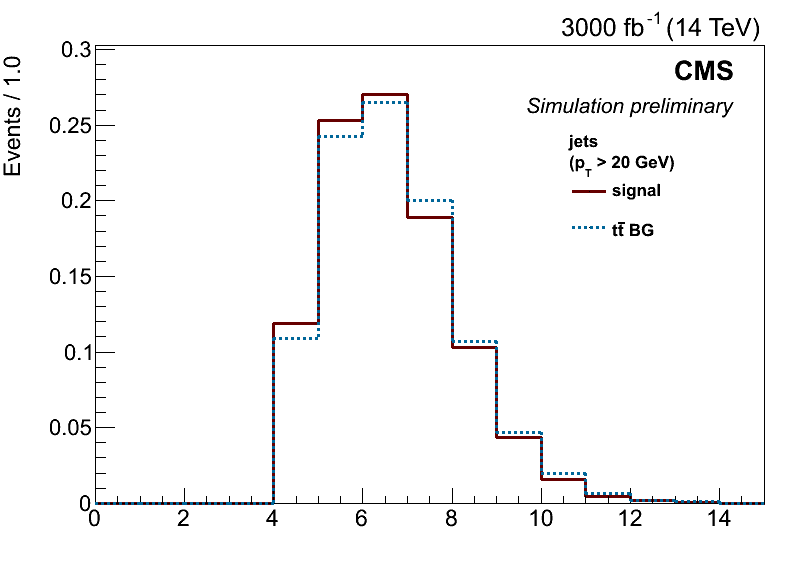 3000 fb⁻¹ (14 TeV)
Events / 1.0
CMS
Simulation preliminary
jets
(p_T > 20 GeV)
signal
tt̄ BG
0.3
0.25
0.2
0.15
0.1
0.05
0
0 2 4 6 8 10 12 14